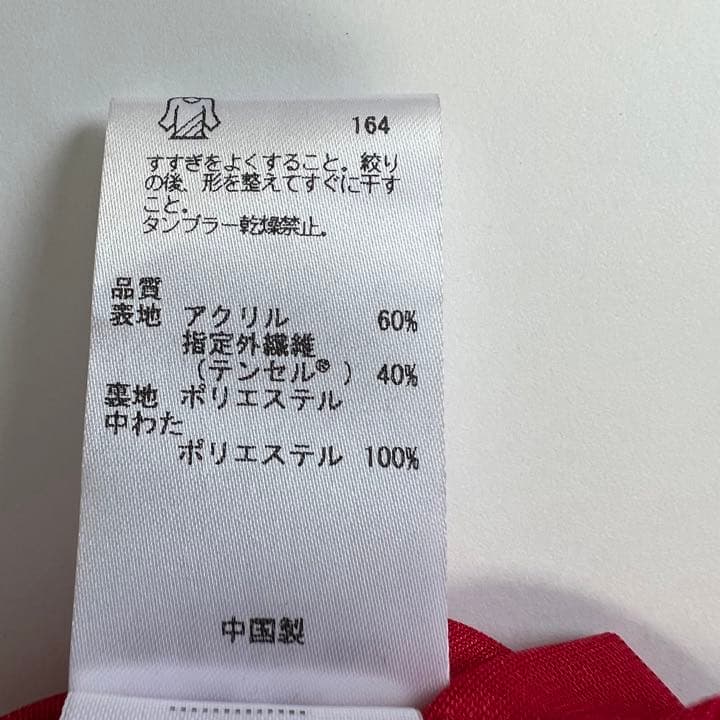 164
すすぎをよくすること。絞り
の後、形を整えてすぐに干す
こと。
タンブラー乾燥禁止。
品質
表地 アクリル 60%
指定外繊維
(テンセル®) 40%
裏地 ポリエステル
中わた
ポリエステル 100%
中国製